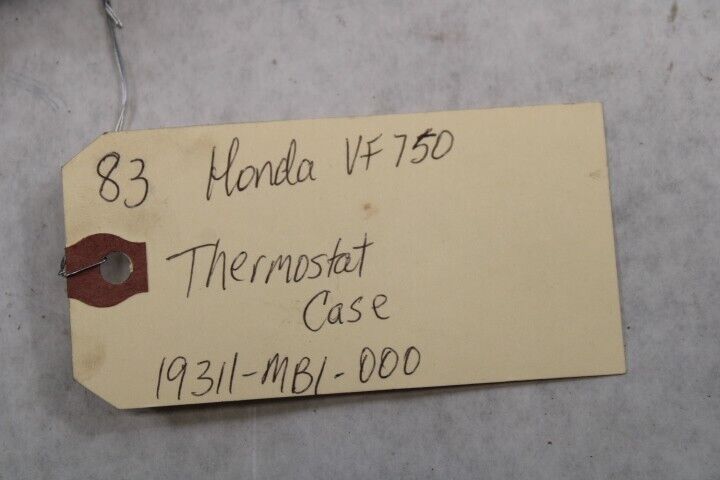 83 Honda VF750
Thermostat
Case
19311-MB1-000